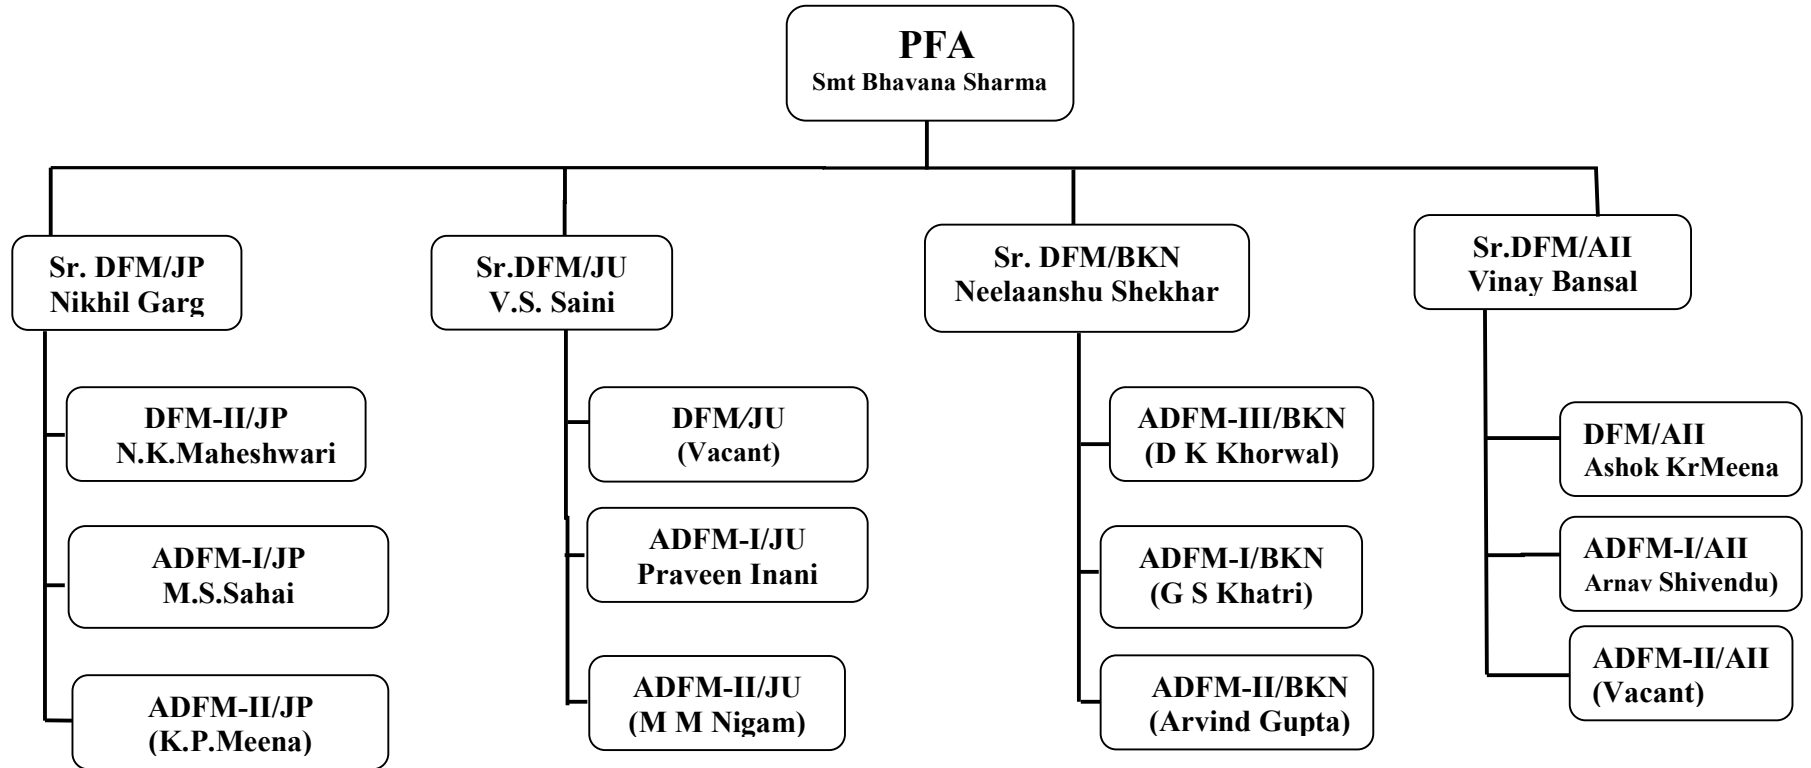 PFA
Smt Bhavana Sharma
Sr. DFM/JP
Nikhil Garg
DFM-II/JP
N.K.Maheshwari
ADFM-I/JP
M.S.Sahai
ADFM-II/JP
(K.P.Meena)
Sr.DFM/JU
V.S. Saini
DFM/JU
(Vacant)
ADFM-I/JU
Praveen Inani
ADFM-II/JU
(M M Nigam)
Sr. DFM/BKN
Neelaanshu Shekhar
ADFM-III/BKN
(D K Khorwal)
ADFM-I/BKN
(G S Khatri)
ADFM-II/BKN
(Arvind Gupta)
Sr.DFM/AII
Vinay Bansal
DFM/AII
Ashok KrMeena
ADFM-I/AII
Arnav Shivendu)
ADFM-II/AII
(Vacant)